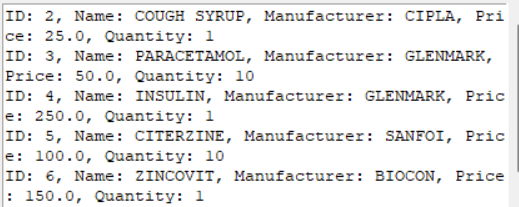 ID: 2, Name: COUGH SYRUP, Manufacturer: CIPLA, Pri
ce: 25.0, Quantity: 1
ID: 3, Name: PARACETAMOL, Manufacturer: GLENMARK,
Price: 50.0, Quantity: 10
ID: 4, Name: INSULIN, Manufacturer: GLENMARK, Pric
e: 250.0, Quantity: 1
ID: 5, Name: CITERZINE, Manufacturer: SANFOI, Pric
e: 100.0, Quantity: 10
ID: 6, Name: ZINCOVIT, Manufacturer: BIOCON, Price
: 150.0, Quantity: 1